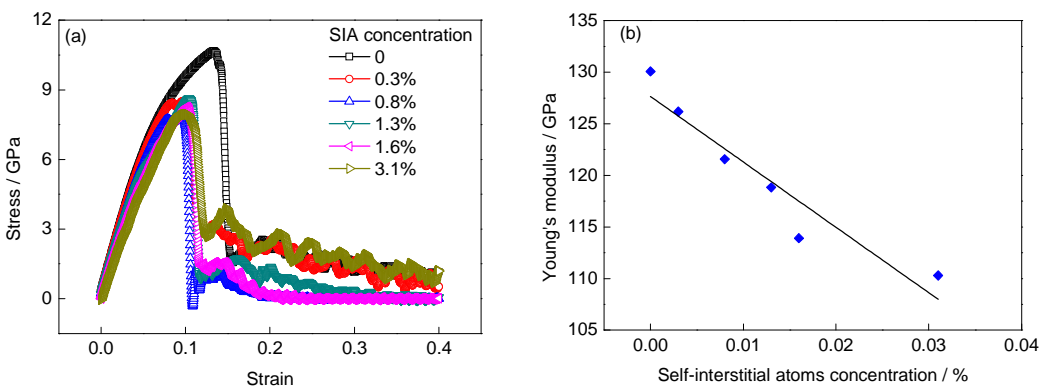 (a)
SIA concentration
0
0.3%
0.8%
1.3%
1.6%
3.1%
12
9
6
3
0
Stress / GPa
0.0 0.1 0.2 0.3 0.4
Strain
(b)
135
130
125
120
115
110
105
Young's modulus / GPa
0.00 0.01 0.02 0.03 0.04
Self-interstitial atoms concentration / %